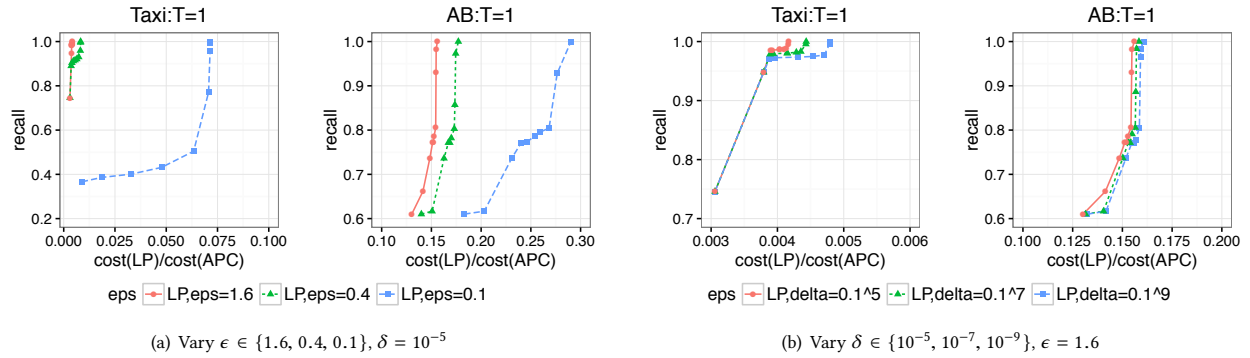 Taxi:T=1
recall
1.0
0.8
0.6
0.4
0.2
0.000
0.025
0.050
0.075
0.100
cost(LP)/cost(APC)
AB:T=1
recall
1.0
0.9
0.8
0.7
0.6
0.10
0.15
0.20
0.25
0.30
cost(LP)/cost(APC)
eps LP,eps=1.6 LP,eps=0.4 LP,eps=0.1
(a) Vary ϵ ∈ {1.6, 0.4, 0.1}, δ = 10⁻⁵
Taxi:T=1
recall
1.0
0.9
0.8
0.7
0.003
0.004
0.005
0.006
cost(LP)/cost(APC)
AB:T=1
recall
1.0
0.9
0.8
0.7
0.6
0.100
0.125
0.150
0.175
0.200
cost(LP)/cost(APC)
eps LP,delta=0.1^5 LP,delta=0.1^7 LP,delta=0.1^9
(b) Vary δ ∈ {10⁻⁵, 10⁻⁷, 10⁻⁹}, ϵ = 1.6